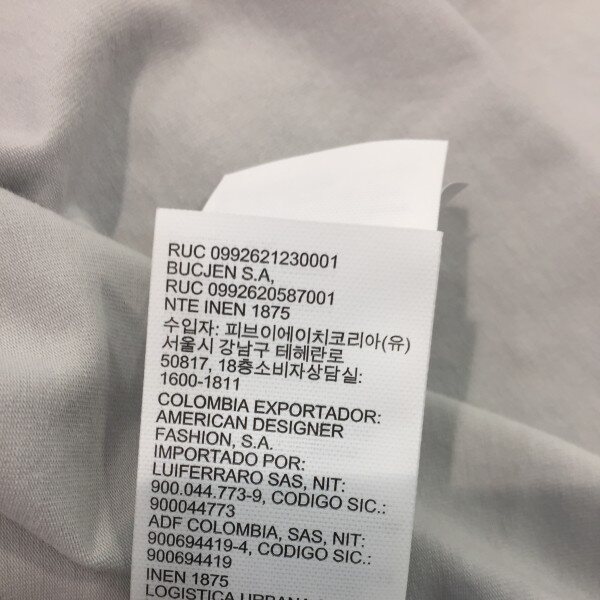 RUC 0992621230001
BUCJEN S.A,
RUC 0992620587001
NTE INEN 1875
수입자: 피브이에이치코리아(유)
서울시 강남구 테헤란로
50817, 18층소비자상담실:
1600-1811
COLOMBIA EXPORTADOR:
AMERICAN DESIGNER
FASHION, S.A.
IMPORTADO POR:
LUIFERRARO SAS, NIT:
900.044.773-9, CODIGO SIC.:
900044773
ADF COLOMBIA, SAS, NIT:
900694419-4, CODIGO SIC.:
900694419
INEN 1875
LOGISTICA URBANA